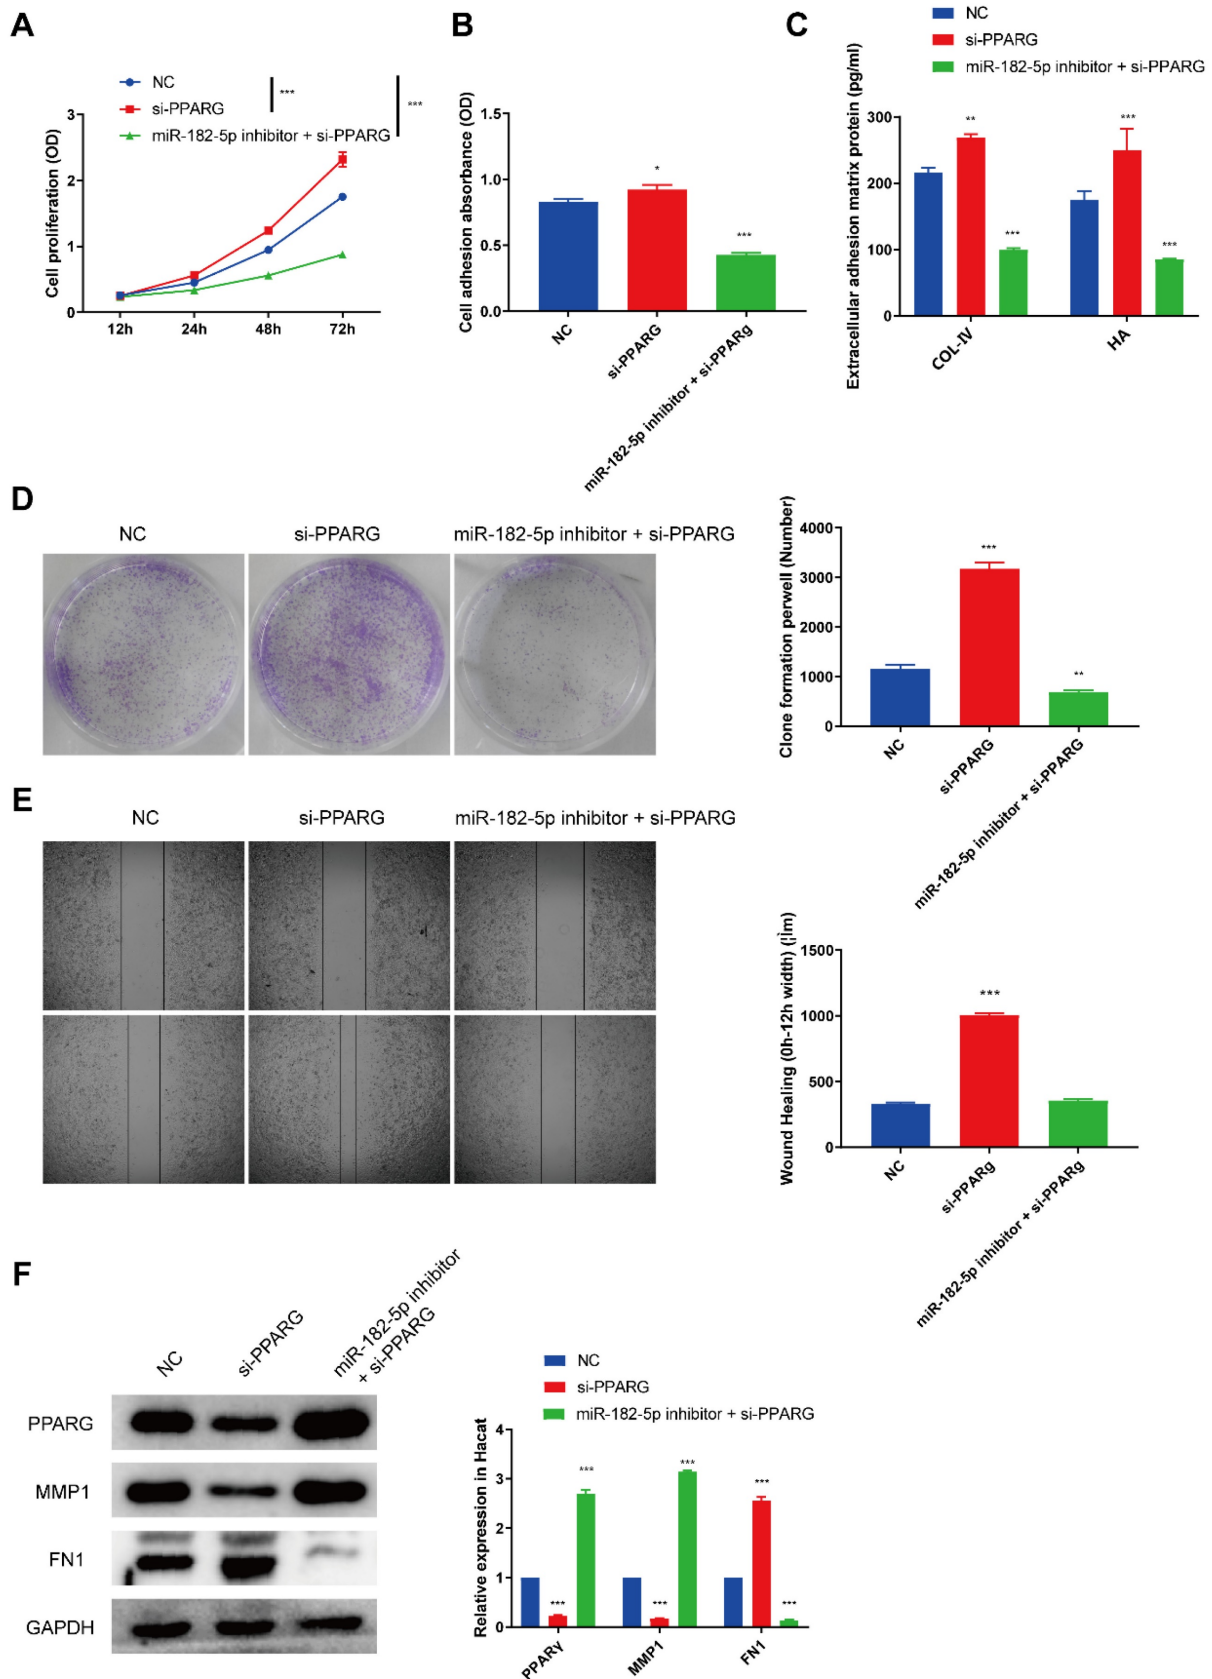 A
NC
si-PPARG
miR-182-5p inhibitor + si-PPARG
***
***
Cell proliferation (OD)
3
2
1
0
12h
24h
48h
72h
B
Cell adhesion absorbance (OD)
1.5
1.0
0.5
0.0
*
***
NC
si-PPARG
miR-182-5p inhibitor + si-PPARg
C
NC
si-PPARG
miR-182-5p inhibitor + si-PPARG
Extracellular adhesion matrix protein (pg/ml)
300
200
100
0
**
***
***
***
COL-IV
HA
D
NC
si-PPARG
miR-182-5p inhibitor + si-PPARG
Clone formation perwell (Number)
4000
3000
2000
1000
0
***
**
NC
si-PPARG
miR-182-5p inhibitor + si-PPARG
E
NC
si-PPARG
miR-182-5p inhibitor + si-PPARG
Wound Healing (0h-12h width) (¦Ìm)
1500
1000
500
0
***
NC
si-PPARg
miR-182-5p inhibitor + si-PPARg
F
NC
si-PPARG
miR-182-5p inhibitor
+ si-PPARG
PPARG
MMP1
FN1
GAPDH
NC
si-PPARG
miR-182-5p inhibitor + si-PPARG
Relative expression in Hacat
4
3
2
1
0
***
***
***
***
***
***
PPARγ
MMP1
FN1